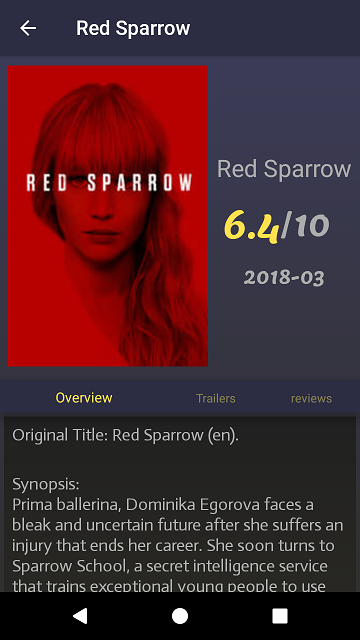 Red Sparrow
RED SPARROW
Red Sparrow
6.4/10
2018-03
Overview Trailers reviews
Original Title: Red Sparrow (en).
Synopsis:
Prima ballerina, Dominika Egorova faces a
bleak and uncertain future after she suffers an
injury that ends her career. She soon turns to
Sparrow School, a secret intelligence service
that trains exceptional young people to use